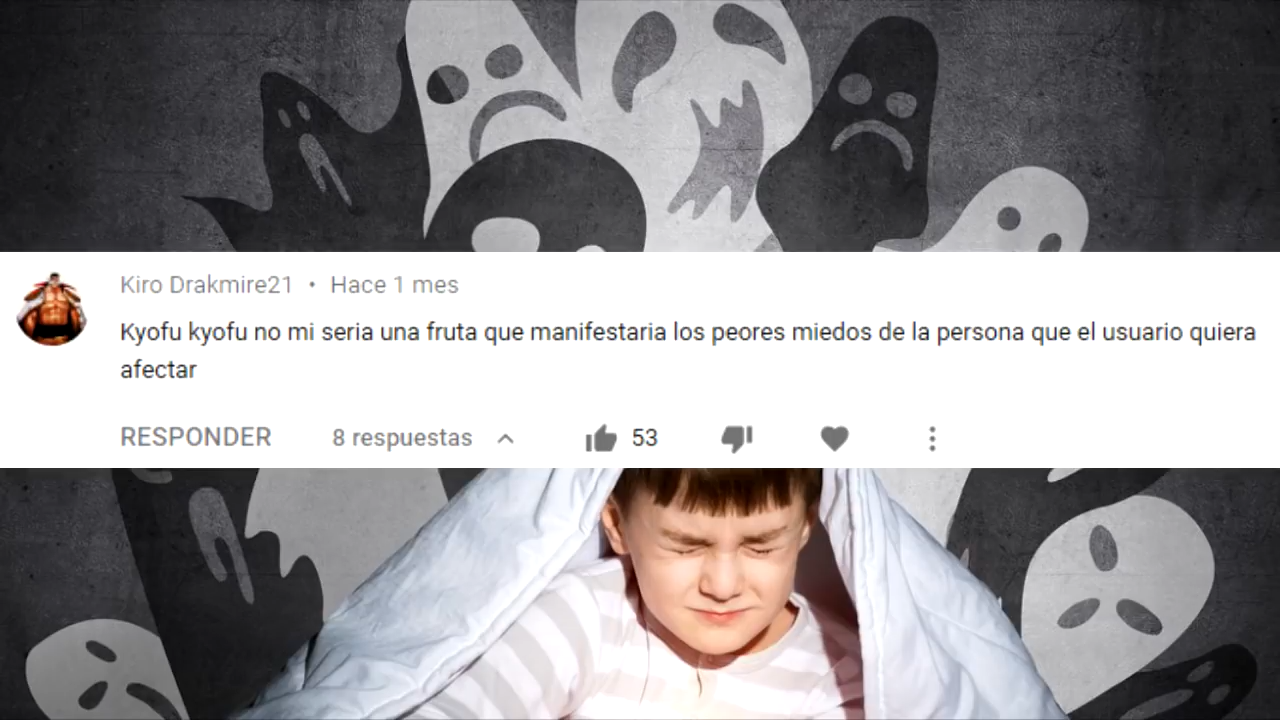 Kiro Drakmire21 • Hace 1 mes
Kyofu kyofu no mi seria una fruta que manifestaria los peores miedos de la persona que el usuario quiera
afectar
RESPONDER 8 respuestas 53